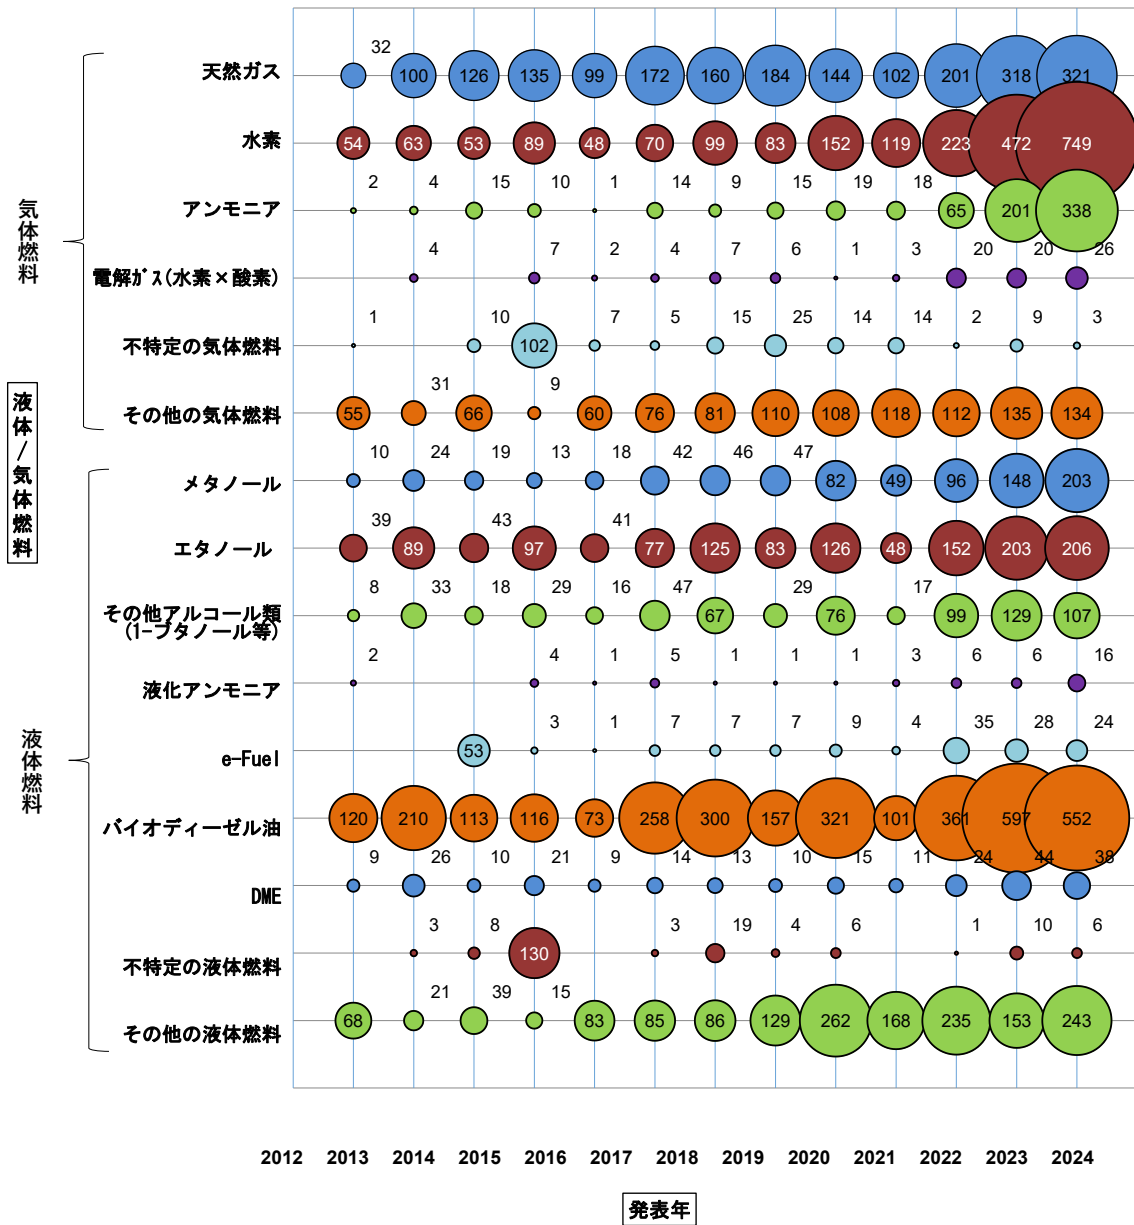 32
天然ガス
100 126 135 99 172 160 184 144 102 201 318 321
水素
54 63 53 89 48 70 99 83 152 119 223 472 749
2 4 15 10 1 14 9 15 19 18
アンモニア
65 201 338
4 7 2 4 7 6 1 3 20 20 26
電解ｶﾞｽ(水素×酸素)
1 10 7 5 15 25 14 14 2 9 3
不特定の気体燃料
102
31 9
その他の気体燃料
55 66 60 76 81 110 108 118 112 135 134
気体燃料
液体/気体燃料
10 24 19 13 18 42 46 47
メタノール
82 49 96 148 203
39 43 41
エタノール
89 97 77 125 83 126 48 152 203 206
8 33 18 29 16 47 29 17
その他アルコール類
(1-ブタノール等)
67 76 99 129 107
2 4 1 5 1 1 1 3 6 6 16
液化アンモニア
3 1 7 7 7 9 4 35 28 24
e-Fuel
53
液体燃料
バイオディーゼル油
120 210 113 116 73 258 300 157 321 101 361 597 552
9 26 10 21 9 14 13 10 15 11 24 44 38
DME
3 8 3 19 4 6 1 10 6
不特定の液体燃料
130
21 39 15
その他の液体燃料
68 83 85 86 129 262 168 235 153 243
2012 2013 2014 2015 2016 2017 2018 2019 2020 2021 2022 2023 2024
発表年